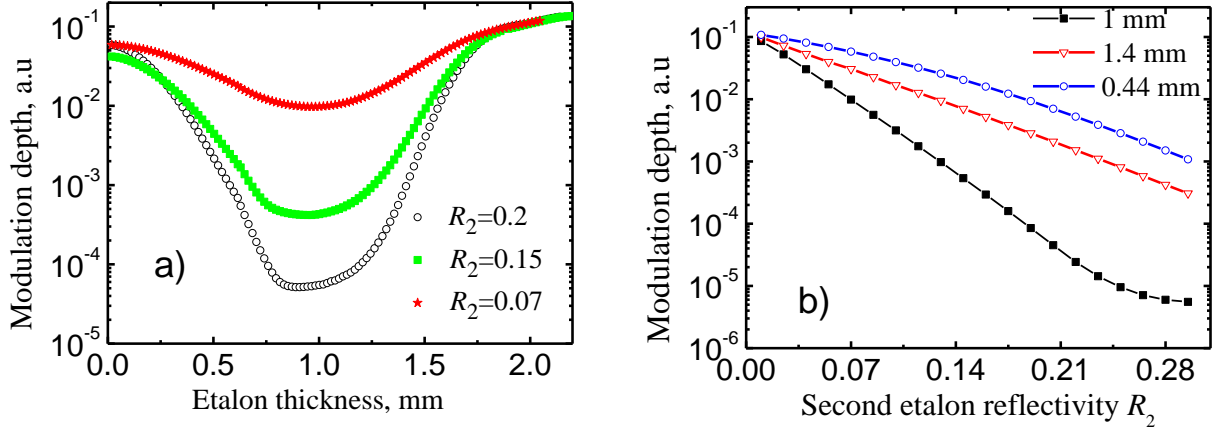 Modulation depth, a.u
10⁻¹
10⁻²
10⁻³
10⁻⁴
10⁻⁵
0.0
0.5
1.0
1.5
2.0
Etalon thickness, mm
a)
R₂=0.2
R₂=0.15
R₂=0.07
Modulation depth, a.u
10⁻¹
10⁻²
10⁻³
10⁻⁴
10⁻⁵
10⁻⁶
0.00
0.07
0.14
0.21
0.28
Second etalon reflectivity R₂
b)
1 mm
1.4 mm
0.44 mm